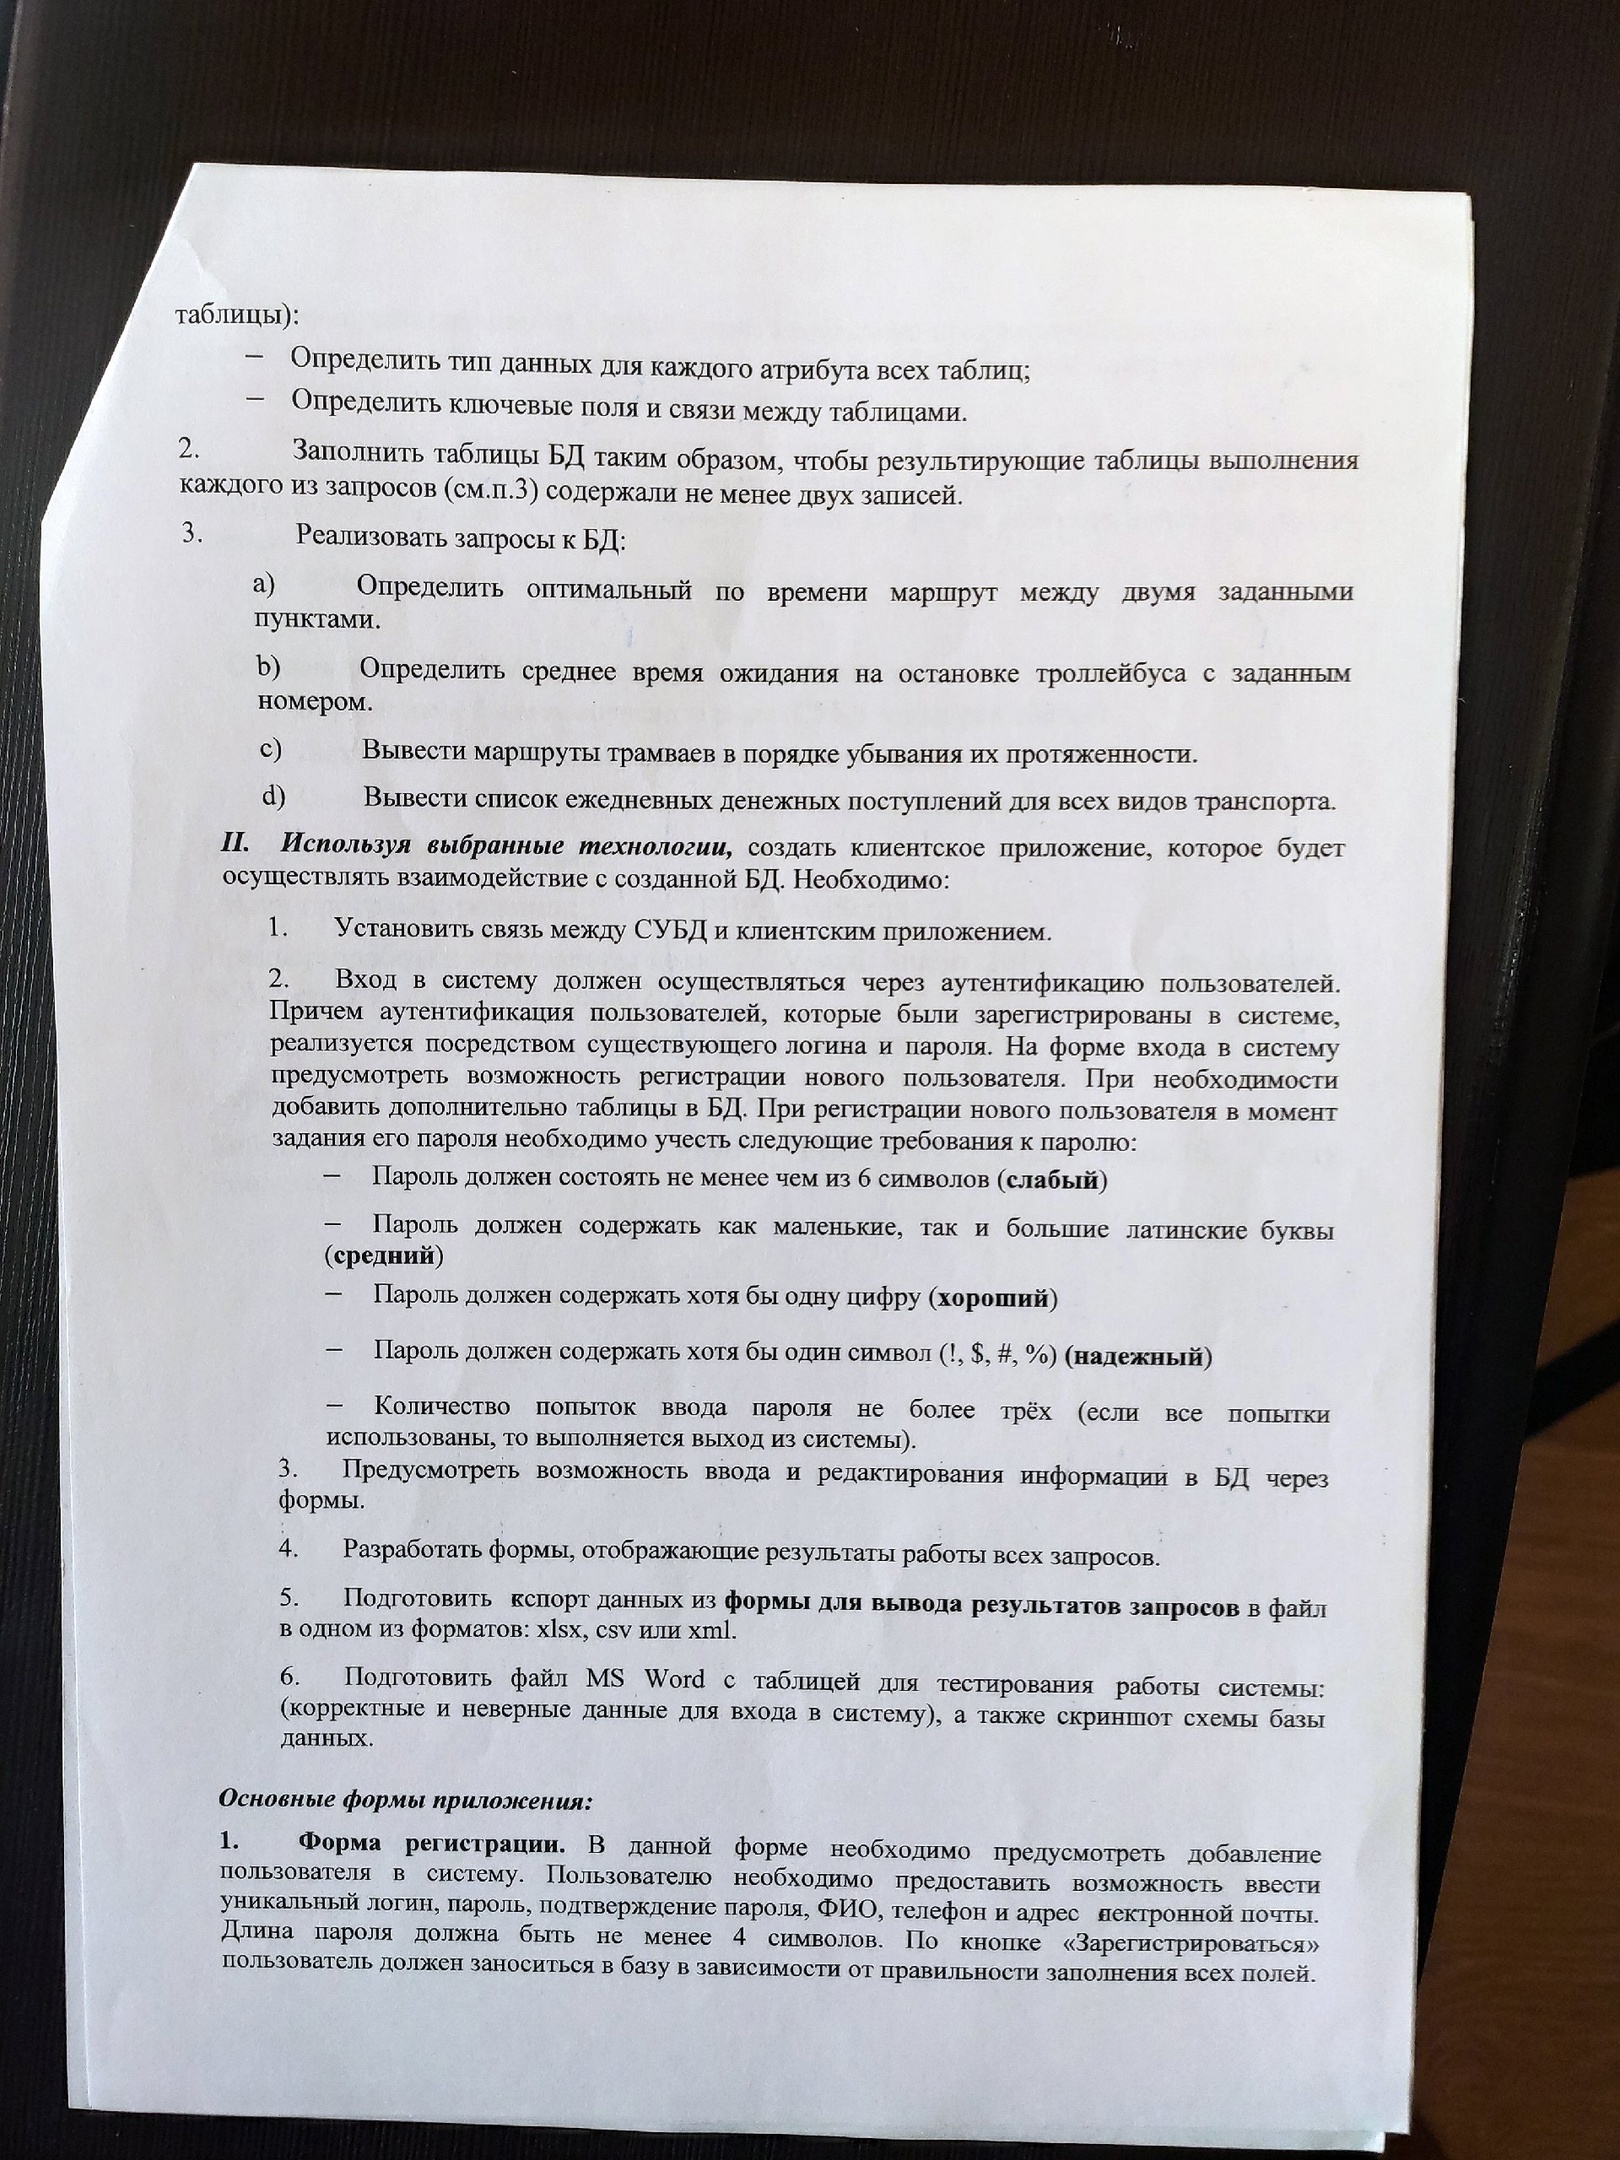 таблицы):
− Определить тип данных для каждого атрибута всех таблиц;
− Определить ключевые поля и связи между таблицами.
2. Заполнить таблицы БД таким образом, чтобы результирующие таблицы выполнения
каждого из запросов (см.п.3) содержали не менее двух записей.
3. Реализовать запросы к БД:
a) Определить оптимальный по времени маршрут между двумя заданными
пунктами.
b) Определить среднее время ожидания на остановке троллейбуса с заданным
номером.
c) Вывести маршруты трамваев в порядке убывания их протяженности.
d) Вывести список ежедневных денежных поступлений для всех видов транспорта.
II. Используя выбранные технологии, создать клиентское приложение, которое будет
осуществлять взаимодействие с созданной БД. Необходимо:
1. Установить связь между СУБД и клиентским приложением.
2. Вход в систему должен осуществляться через аутентификацию пользователей.
Причем аутентификация пользователей, которые были зарегистрированы в системе,
реализуется посредством существующего логина и пароля. На форме входа в систему
предусмотреть возможность регистрации нового пользователя. При необходимости
добавить дополнительно таблицы в БД. При регистрации нового пользователя в момент
задания его пароля необходимо учесть следующие требования к паролю:
− Пароль должен состоять не менее чем из 6 символов (слабый)
− Пароль должен содержать как маленькие, так и большие латинские буквы
(средний)
− Пароль должен содержать хотя бы одну цифру (хороший)
− Пароль должен содержать хотя бы один символ (!, $, #, %) (надежный)
− Количество попыток ввода пароля не более трёх (если все попытки
использованы, то выполняется выход из системы).
3. Предусмотреть возможность ввода и редактирования информации в БД через
формы.
4. Разработать формы, отображающие результаты работы всех запросов.
5. Подготовить кспорт данных из формы для вывода результатов запросов в файл
в одном из форматов: xlsx, csv или xml.
6. Подготовить файл MS Word с таблицей для тестирования работы системы:
(корректные и неверные данные для входа в систему), а также скриншот схемы базы
данных.
Основные формы приложения:
1. Форма регистрации. В данной форме необходимо предусмотреть добавление
пользователя в систему. Пользователю необходимо предоставить возможность ввести
уникальный логин, пароль, подтверждение пароля, ФИО, телефон и адрес лектронной почты.
Длина пароля должна быть не менее 4 символов. По кнопке «Зарегистрироваться»
пользователь должен заноситься в базу в зависимости от правильности заполнения всех полей.